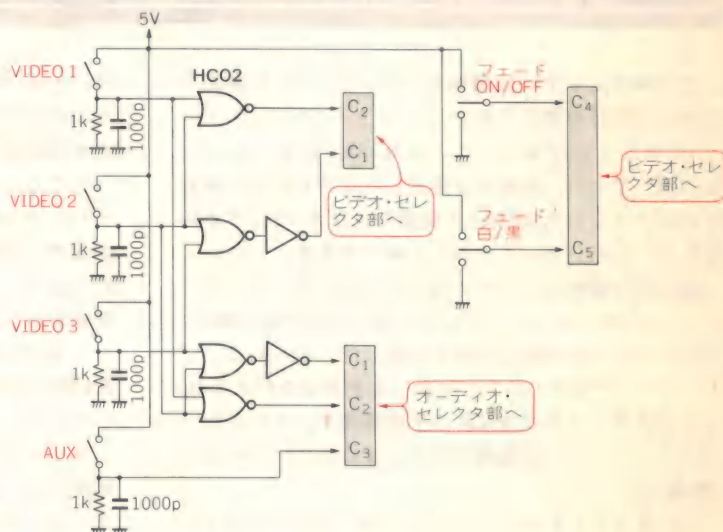 5V
VIDEO 1
1k
1000p
HC02
C2
C1
ビデオ・セレ
クタ部へ
フェード
ON/OFF
C4
C5
ビデオ・セレ
クタ部へ
フェード
白/黒
VIDEO 2
1k
1000p
VIDEO 3
1k
1000p
C1
C2
C3
オーディオ・
セレクタ部へ
AUX
1k
1000p